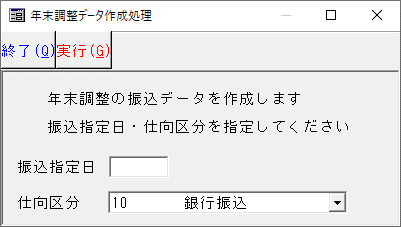 年末調整データ作成処理
終了(Q) 実行(G)
年末調整の振込データを作成します
振込指定日・仕向区分を指定してください
振込指定日
仕向区分 10 銀行振込